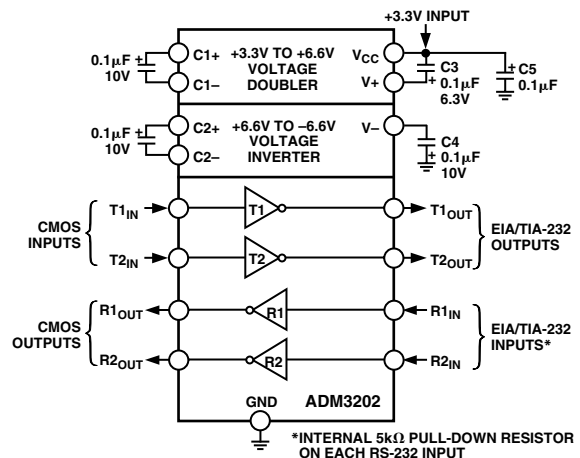 +3.3V INPUT
0.1µF
10V
C1+
C1–
+3.3V TO +6.6V
VOLTAGE
DOUBLER
VCC
V+
C3
0.1µF
6.3V
C5
0.1µF
0.1µF
10V
C2+
C2–
+6.6V TO –6.6V
VOLTAGE
INVERTER
V–
C4
0.1µF
10V
CMOS
INPUTS
T1IN
T2IN
T1
T2
T1OUT
T2OUT
EIA/TIA-232
OUTPUTS
CMOS
OUTPUTS
R1OUT
R2OUT
R1
R2
R1IN
R2IN
EIA/TIA-232
INPUTS*
GND
ADM3202
*INTERNAL 5kΩ PULL-DOWN RESISTOR
ON EACH RS-232 INPUT